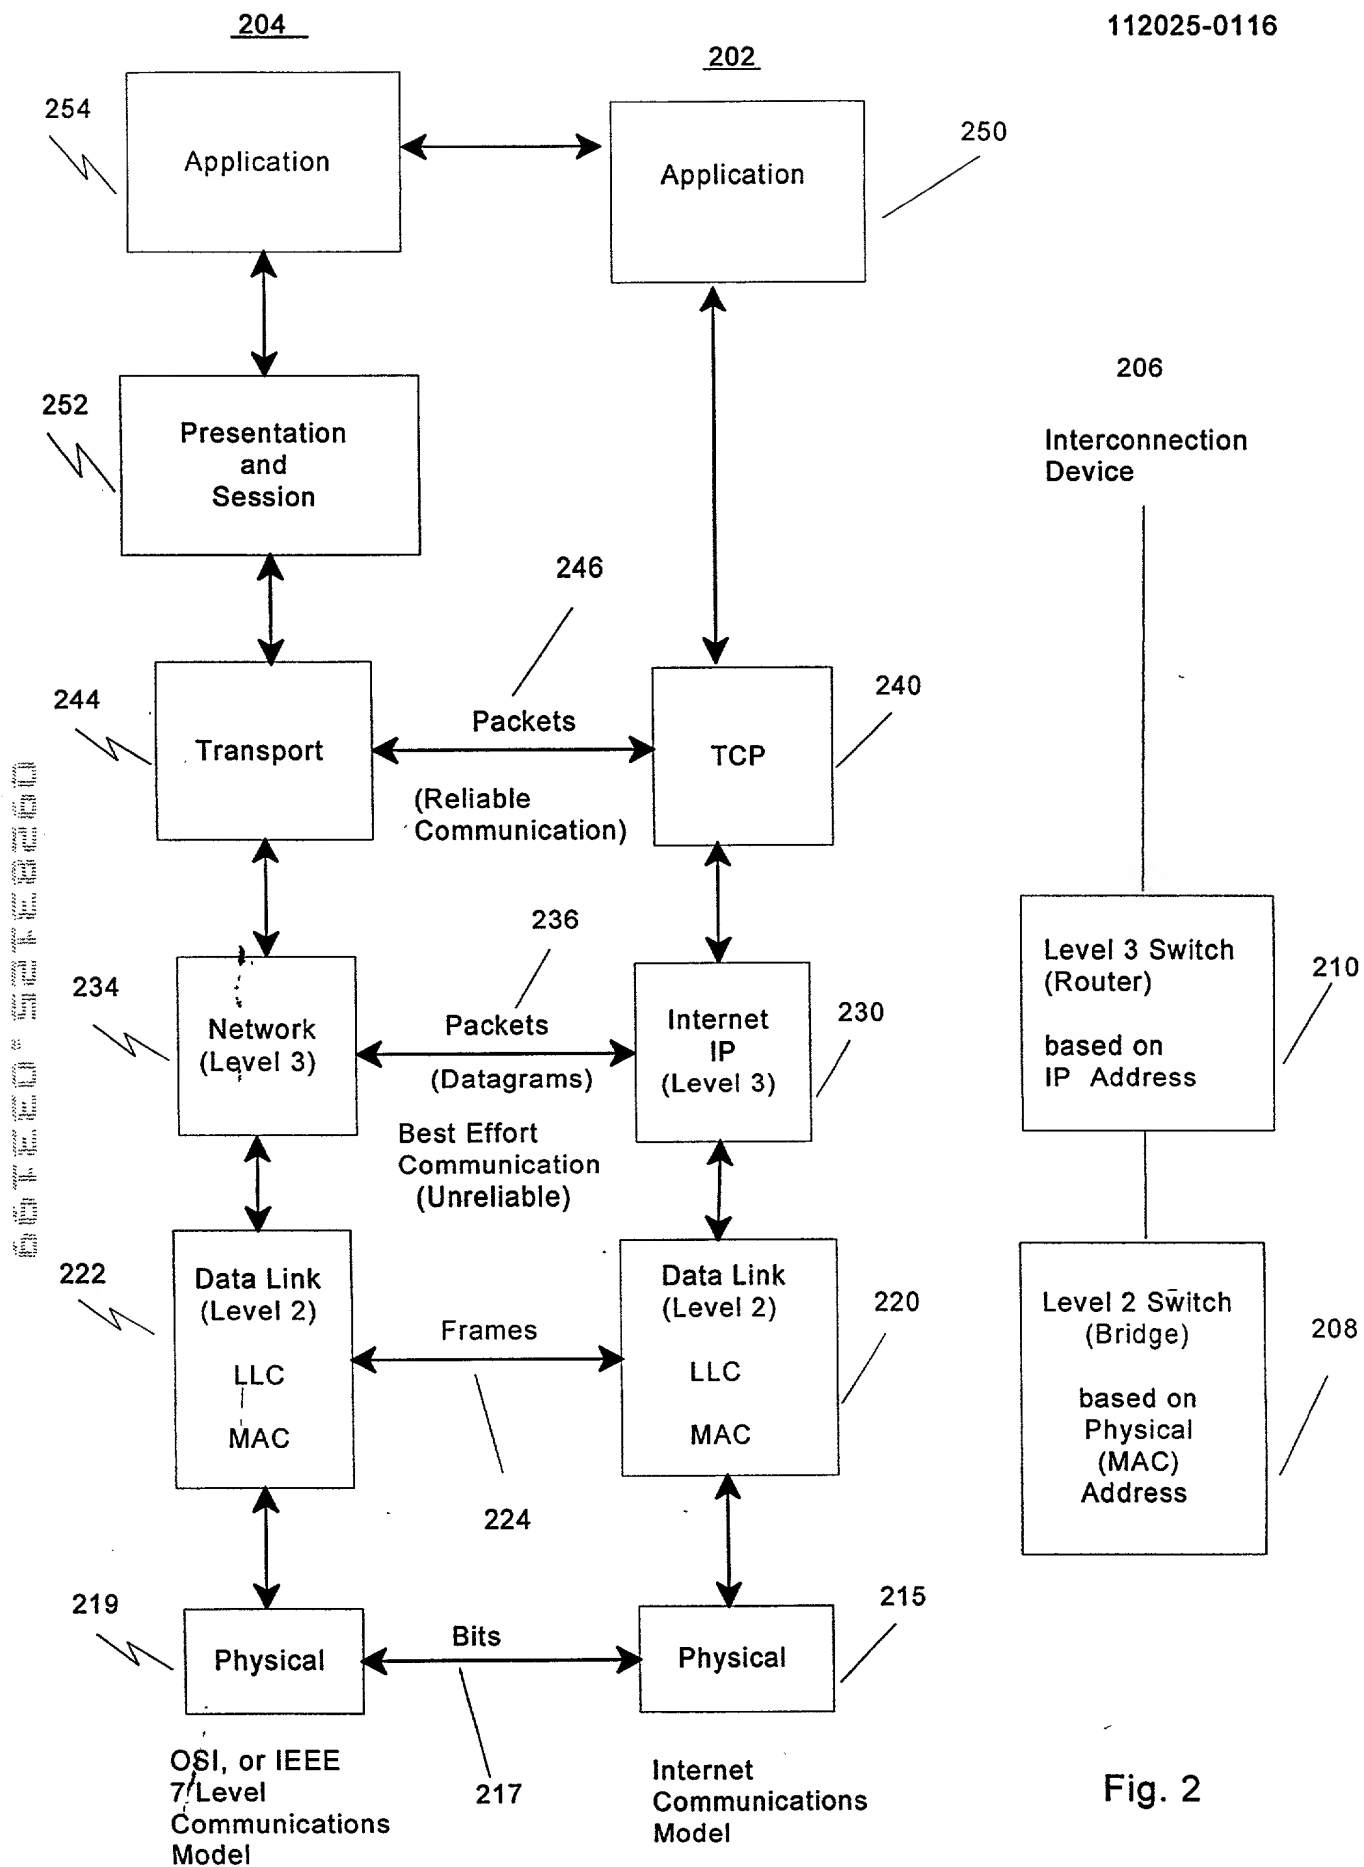 204
112025-0116
202
254
Application
Application
250
252
Presentation
and
Session
206
Interconnection
Device
246
244
Transport
Packets
(Reliable
Communication)
TCP
240
236
234
Network
(Level 3)
Packets
(Datagrams)
Best Effort
Communication
(Unreliable)
Internet
IP
(Level 3)
230
Level 3 Switch
(Router)
based on
IP Address
210
222
Data Link
(Level 2)
LLC
MAC
Frames
224
Data Link
(Level 2)
LLC
MAC
220
Level 2 Switch
(Bridge)
based on
Physical
(MAC)
Address
208
219
Physical
Bits
217
Physical
215
OSI, or IEEE
7 Level
Communications
Model
Internet
Communications
Model
Fig. 2